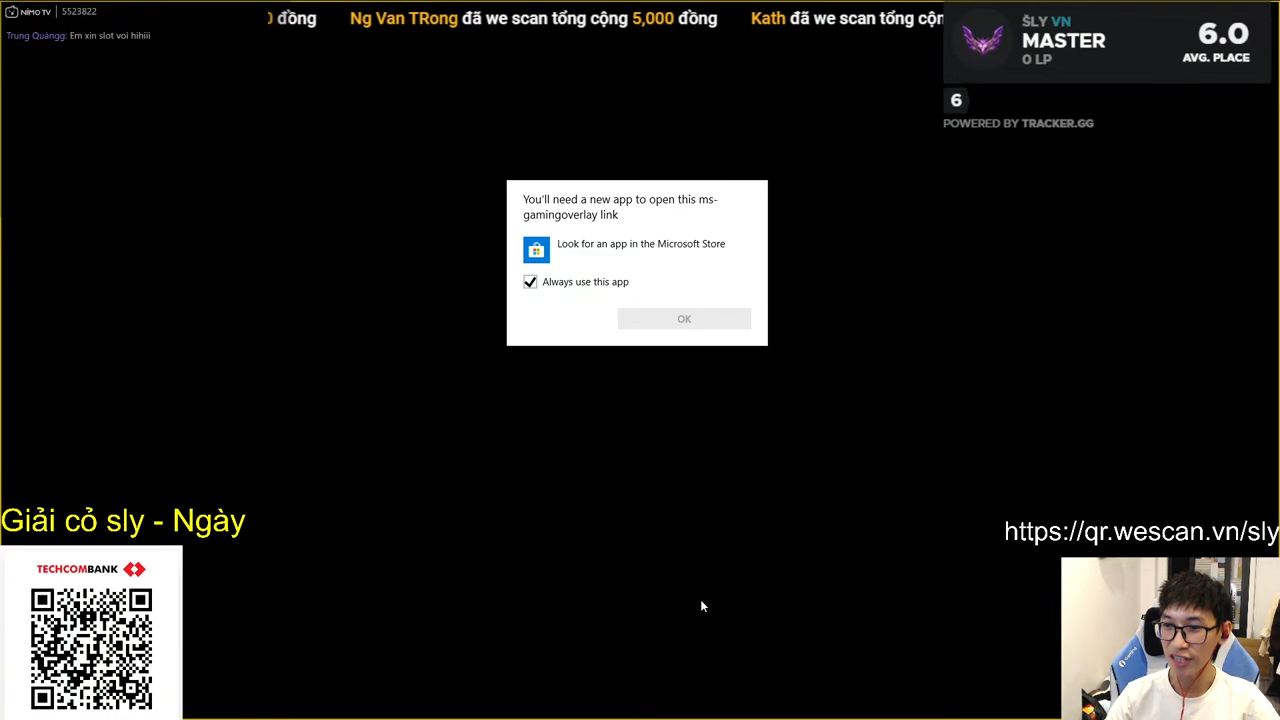 NIMO TV | 5523822
0 đồng Ng Van TRong đã we scan tổng cộng 5,000 đồng Kath đã we scan tổng cộn
Trung Quângg: Em xin slot voi hihiii
ŠLY VN
MASTER
0 LP
6.0
AVG. PLACE
6
POWERED BY TRACKER.GG
You'll need a new app to open this ms-
gamingoverlay link
Look for an app in the Microsoft Store
Always use this app
OK
Giải cỏ sly - Ngày
https://qr.wescan.vn/sly
TECHCOMBANK